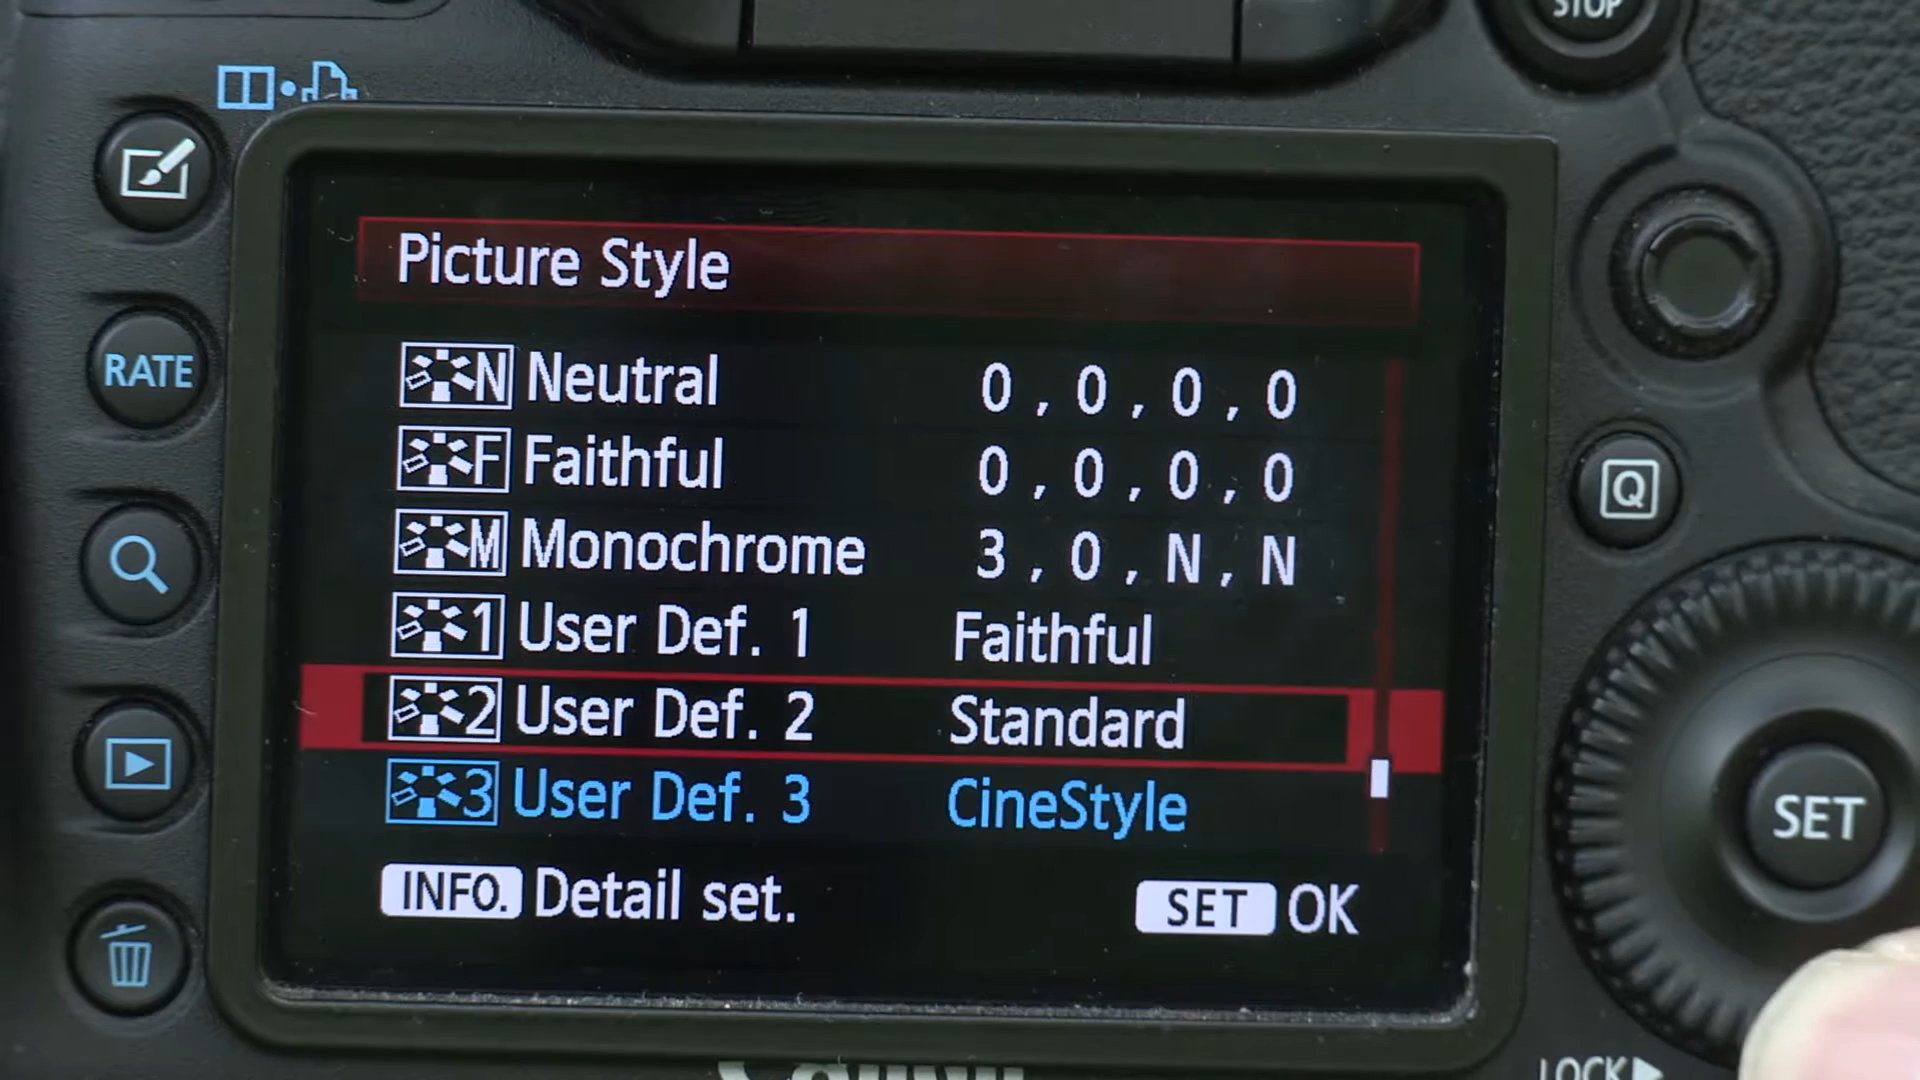 STOP
Picture Style
N Neutral 0 , 0 , 0 , 0
RATE
F Faithful 0 , 0 , 0 , 0
Q
M Monochrome 3 , 0 , N , N
1 User Def. 1 Faithful
2 User Def. 2 Standard
3 User Def. 3 CineStyle
SET
INFO. Detail set. SET OK
Canon
LOCK▶